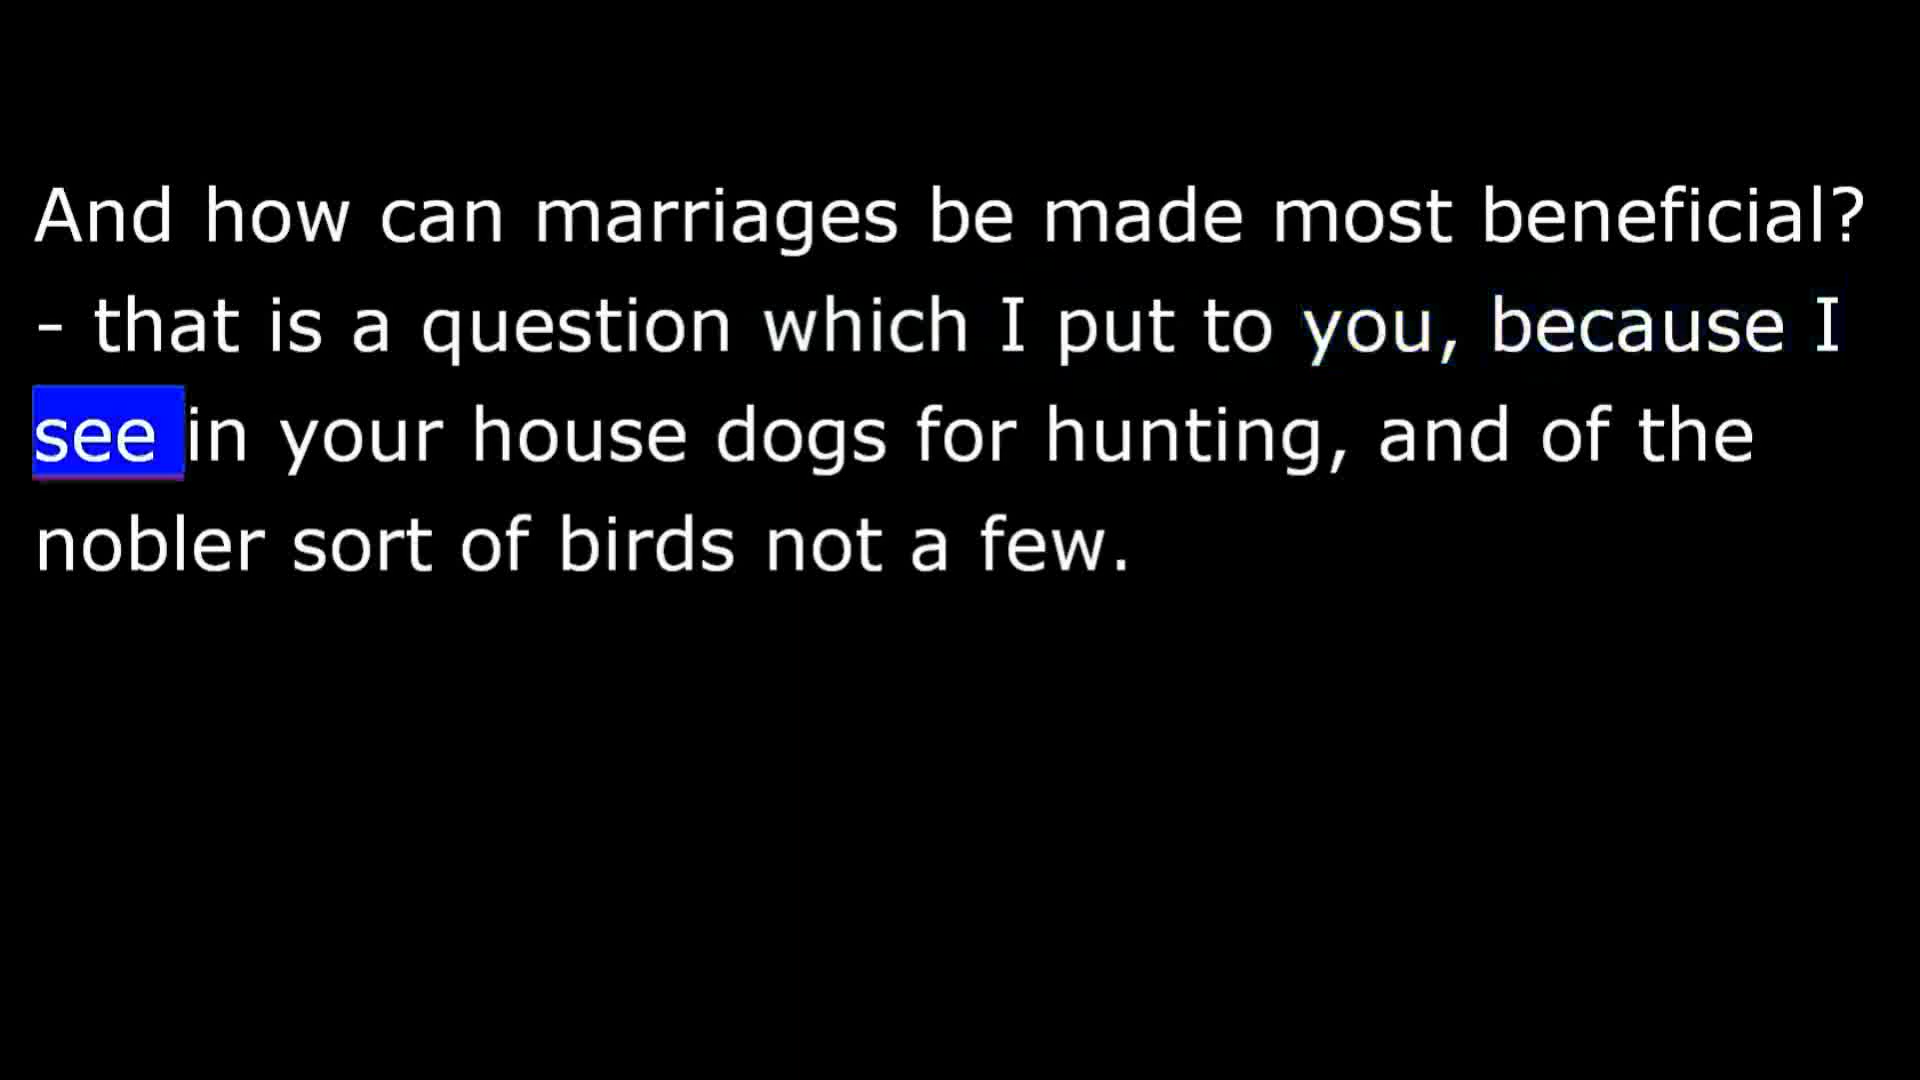 And how can marriages be made most beneficial?
- that is a question which I put to you, because I
see in your house dogs for hunting, and of the
nobler sort of birds not a few.